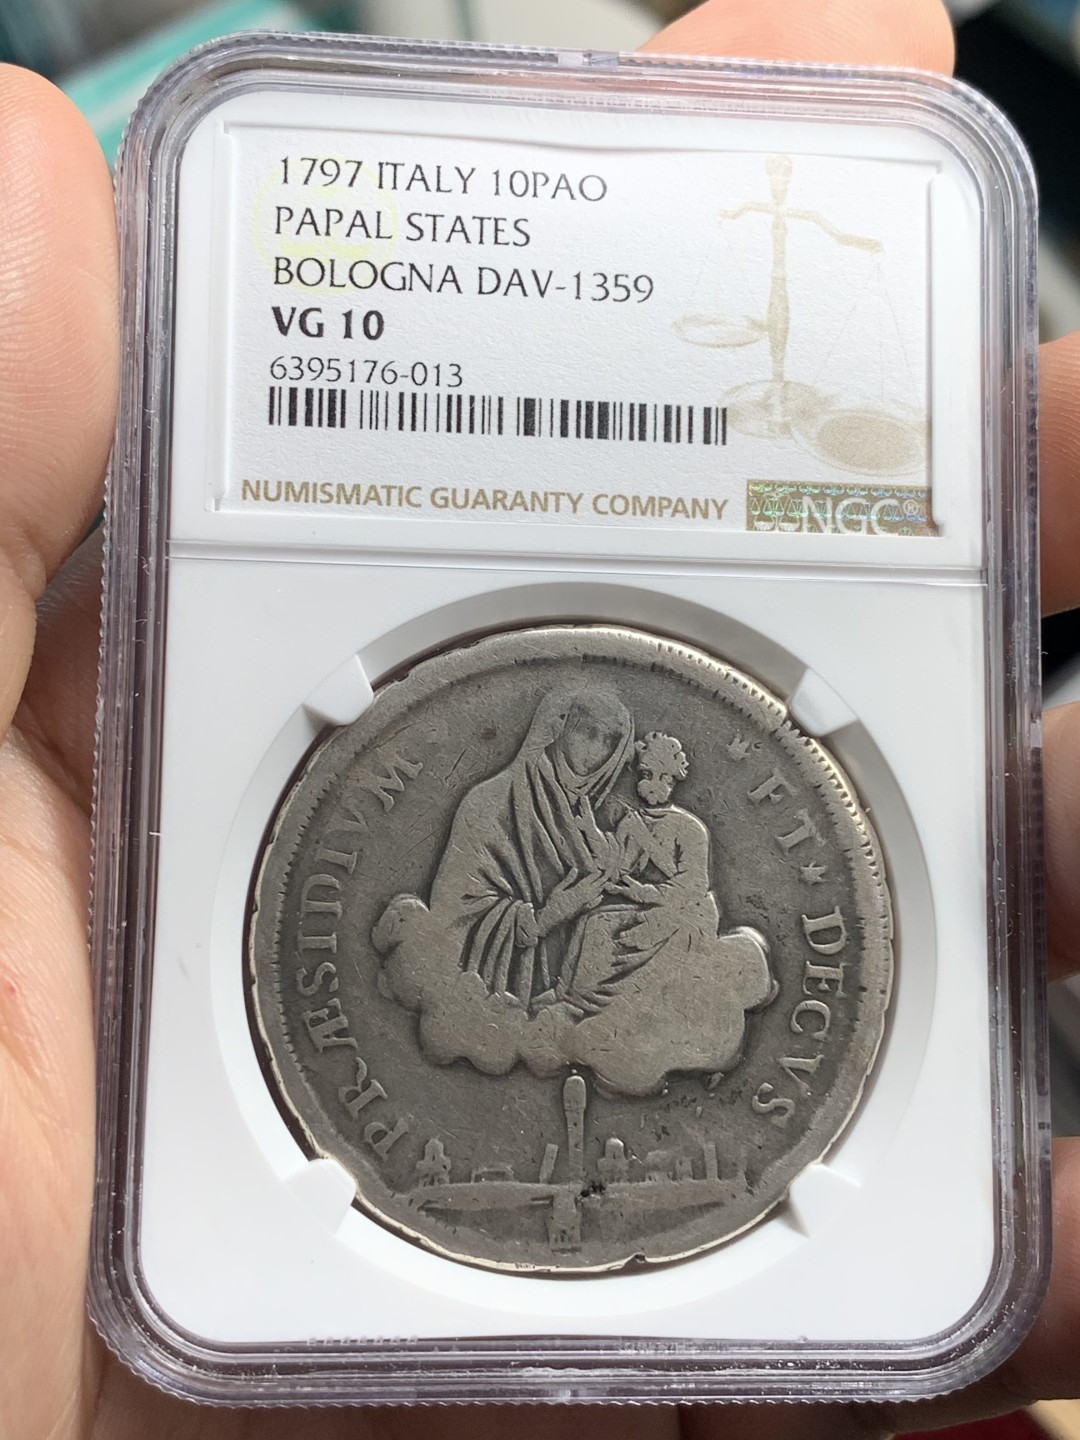 1797 ITALY 10PAO
PAPAL STATES
BOLOGNA DAV-1359
VG 10
6395176-013
NUMISMATIC GUARANTY COMPANY
NGC®
PRÆSIDIVM
ET DECVS